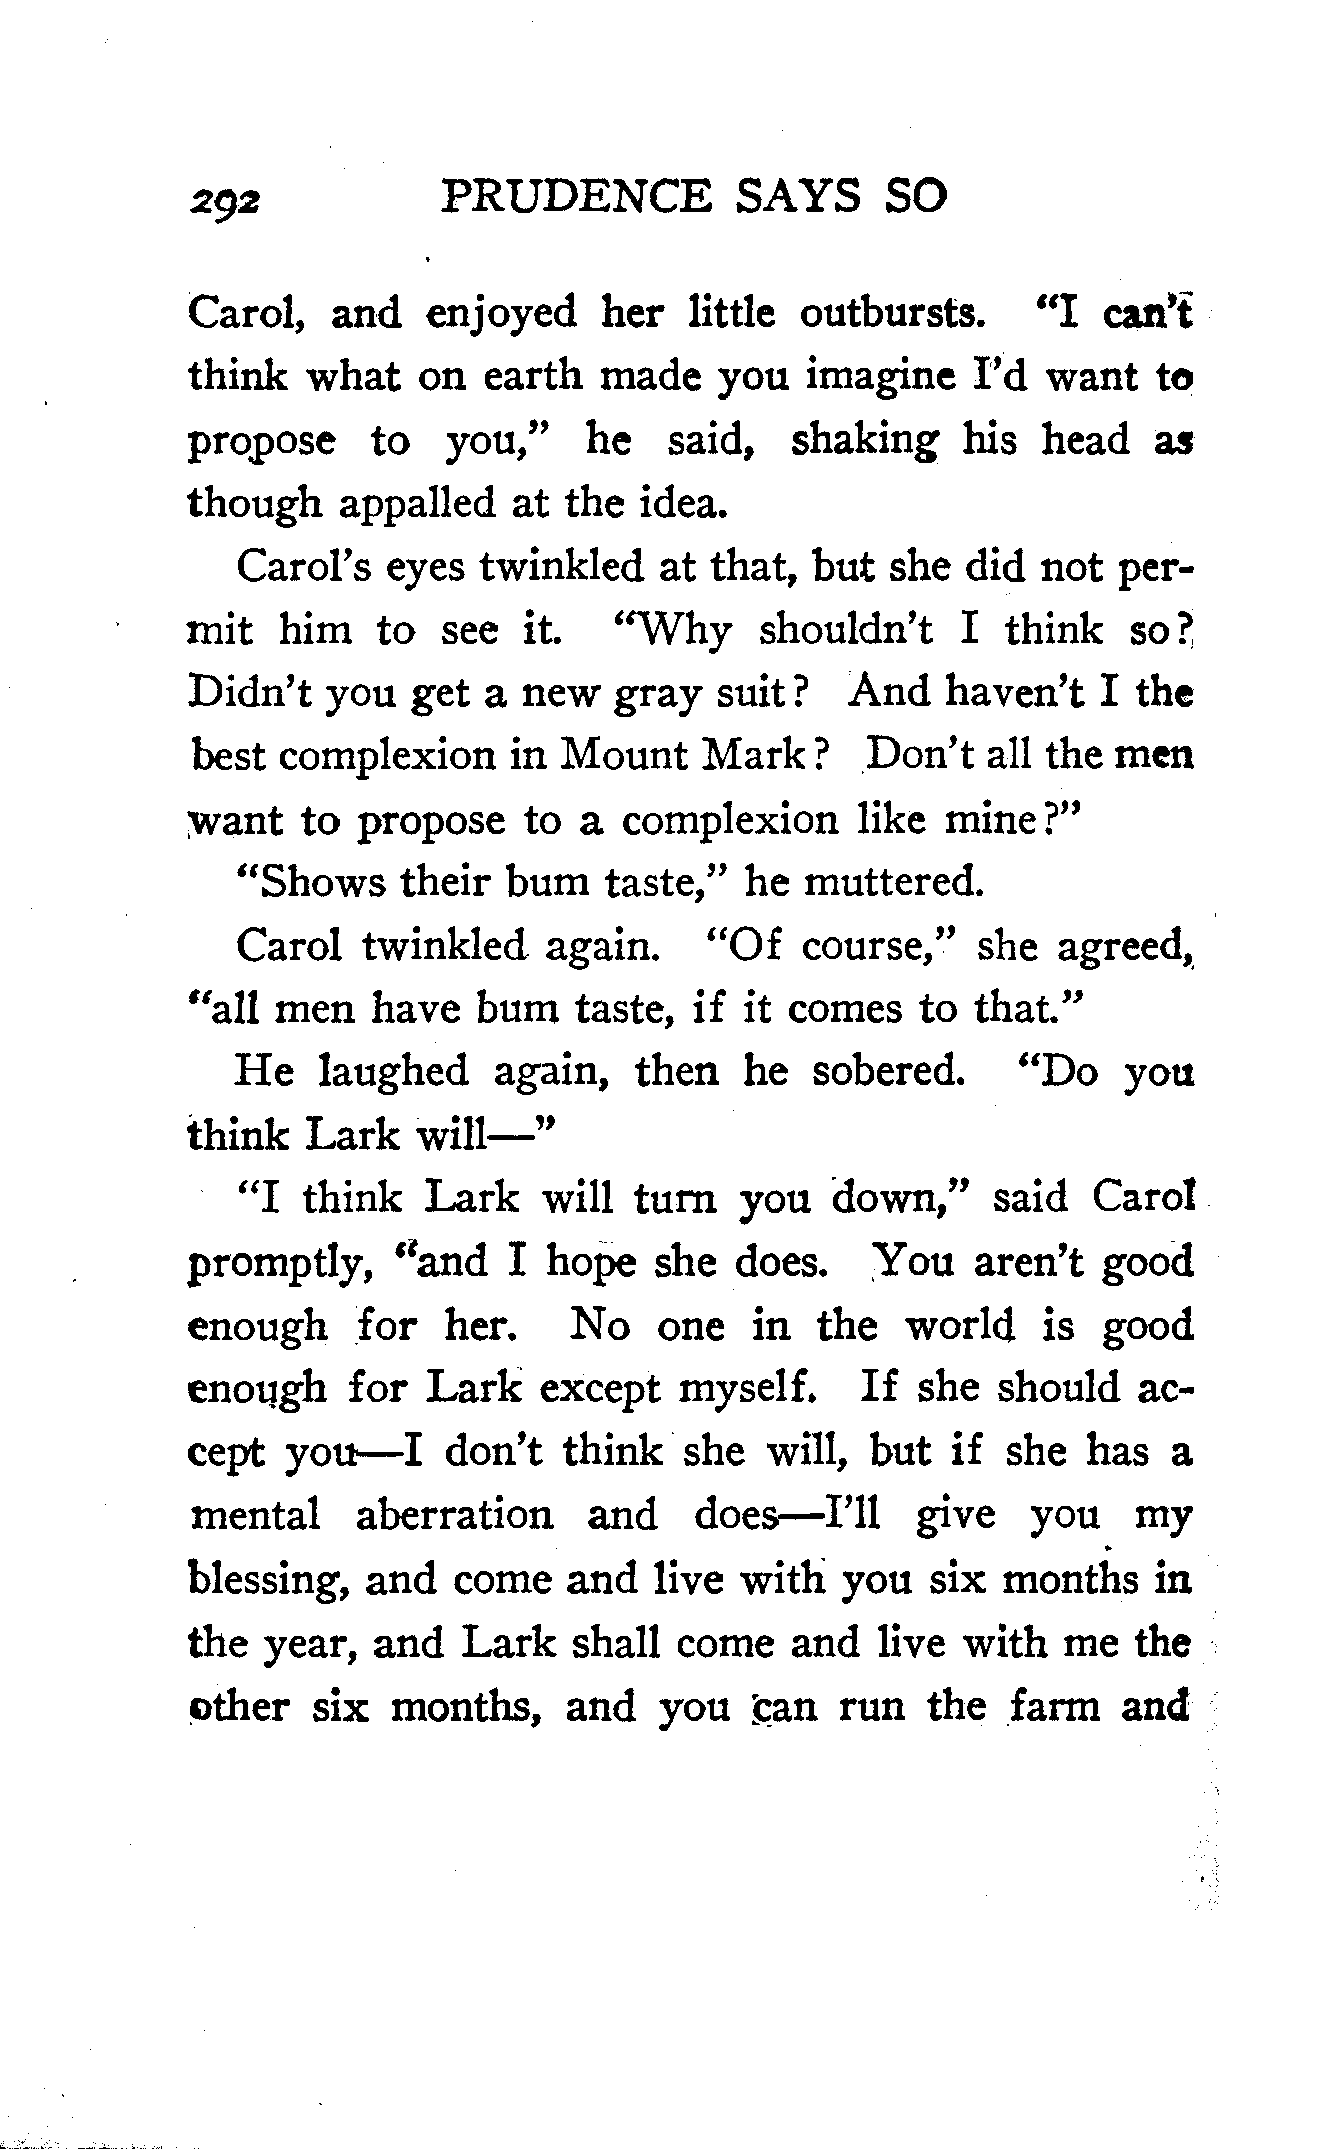 292 PRUDENCE SAYS SO
Carol, and enjoyed her little outbursts. "I can't
think what on earth made you imagine I'd want to
propose to you," he said, shaking his head as
though appalled at the idea.
Carol's eyes twinkled at that, but she did not per-
mit him to see it. "Why shouldn't I think so?
Didn't you get a new gray suit? And haven't I the
best complexion in Mount Mark? Don't all the men
want to propose to a complexion like mine?"
"Shows their bum taste," he muttered.
Carol twinkled again. "Of course," she agreed,
"all men have bum taste, if it comes to that."
He laughed again, then he sobered. "Do you
think Lark will—"
"I think Lark will turn you down," said Carol
promptly, "and I hope she does. You aren't good
enough for her. No one in the world is good
enough for Lark except myself. If she should ac-
cept you—I don't think she will, but if she has a
mental aberration and does—I'll give you my
blessing, and come and live with you six months in
the year, and Lark shall come and live with me the
other six months, and you can run the farm and